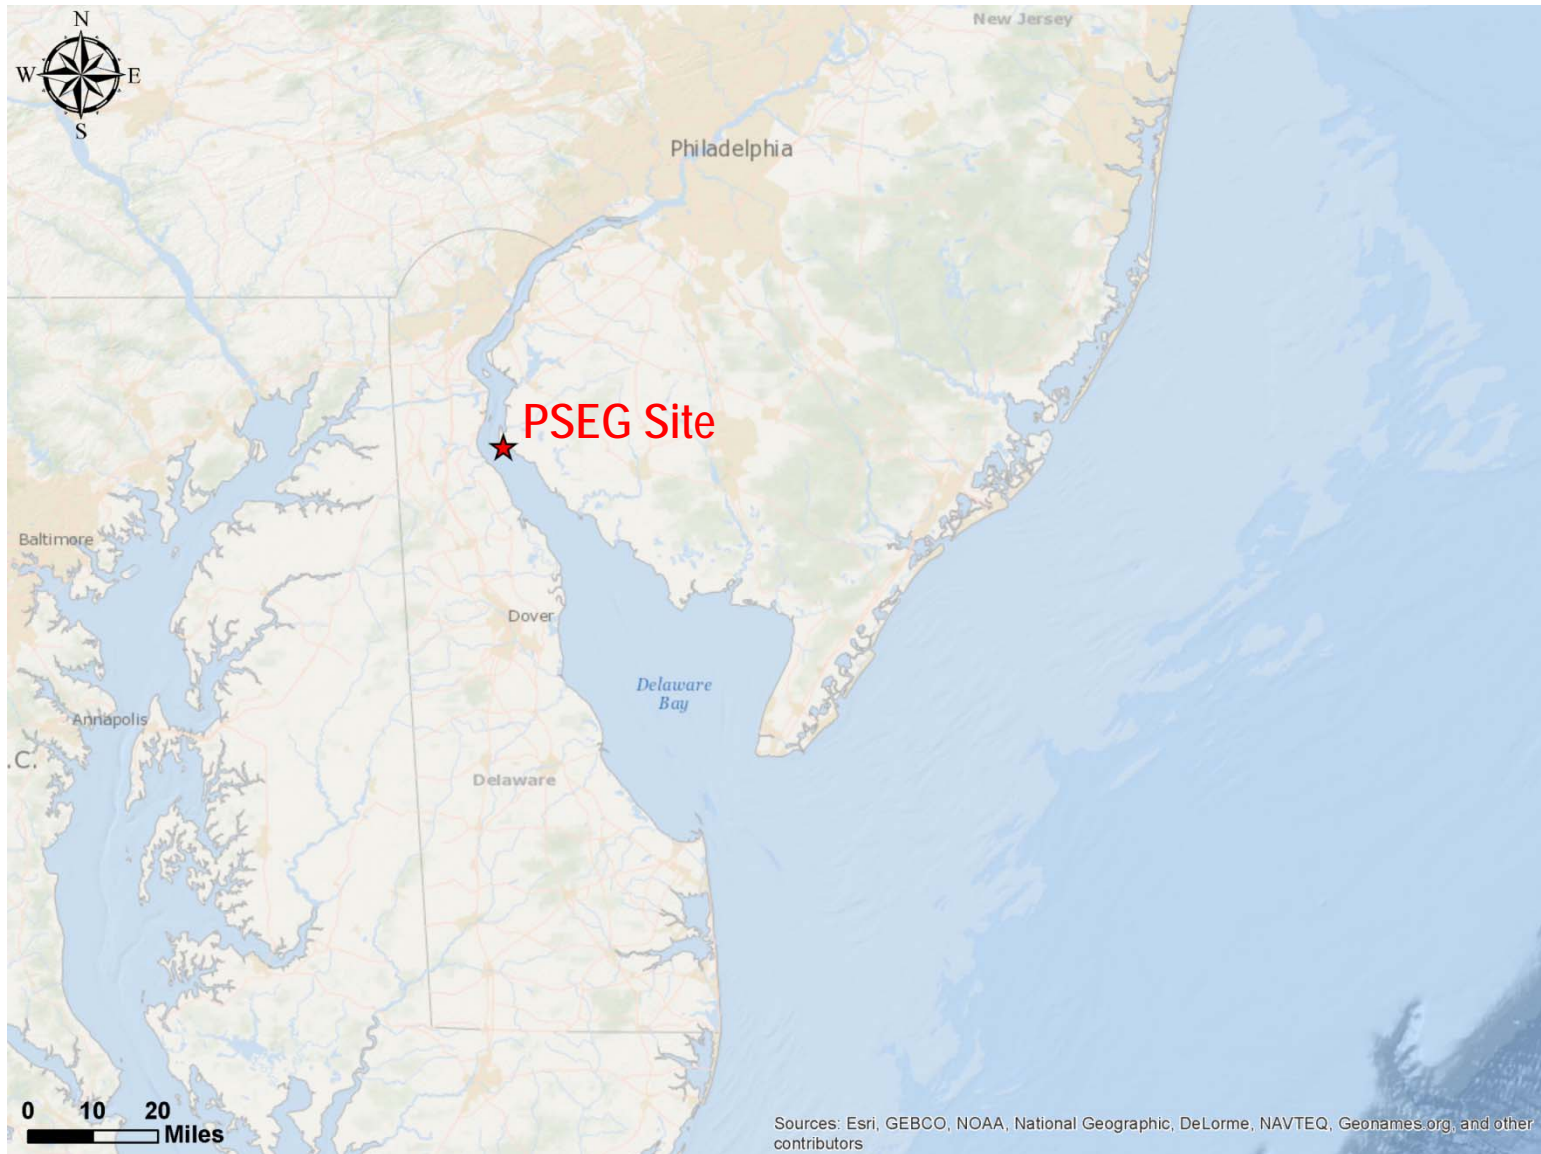 N
W E
S
New Jersey
Philadelphia
PSEG Site
Baltimore
Dover
Delaware
Bay
Annapolis
.C.
Delaware
0 10 20
Miles
Sources: Esri, GEBCO, NOAA, National Geographic, DeLorme, NAVTEQ, Geonames.org, and other
contributors